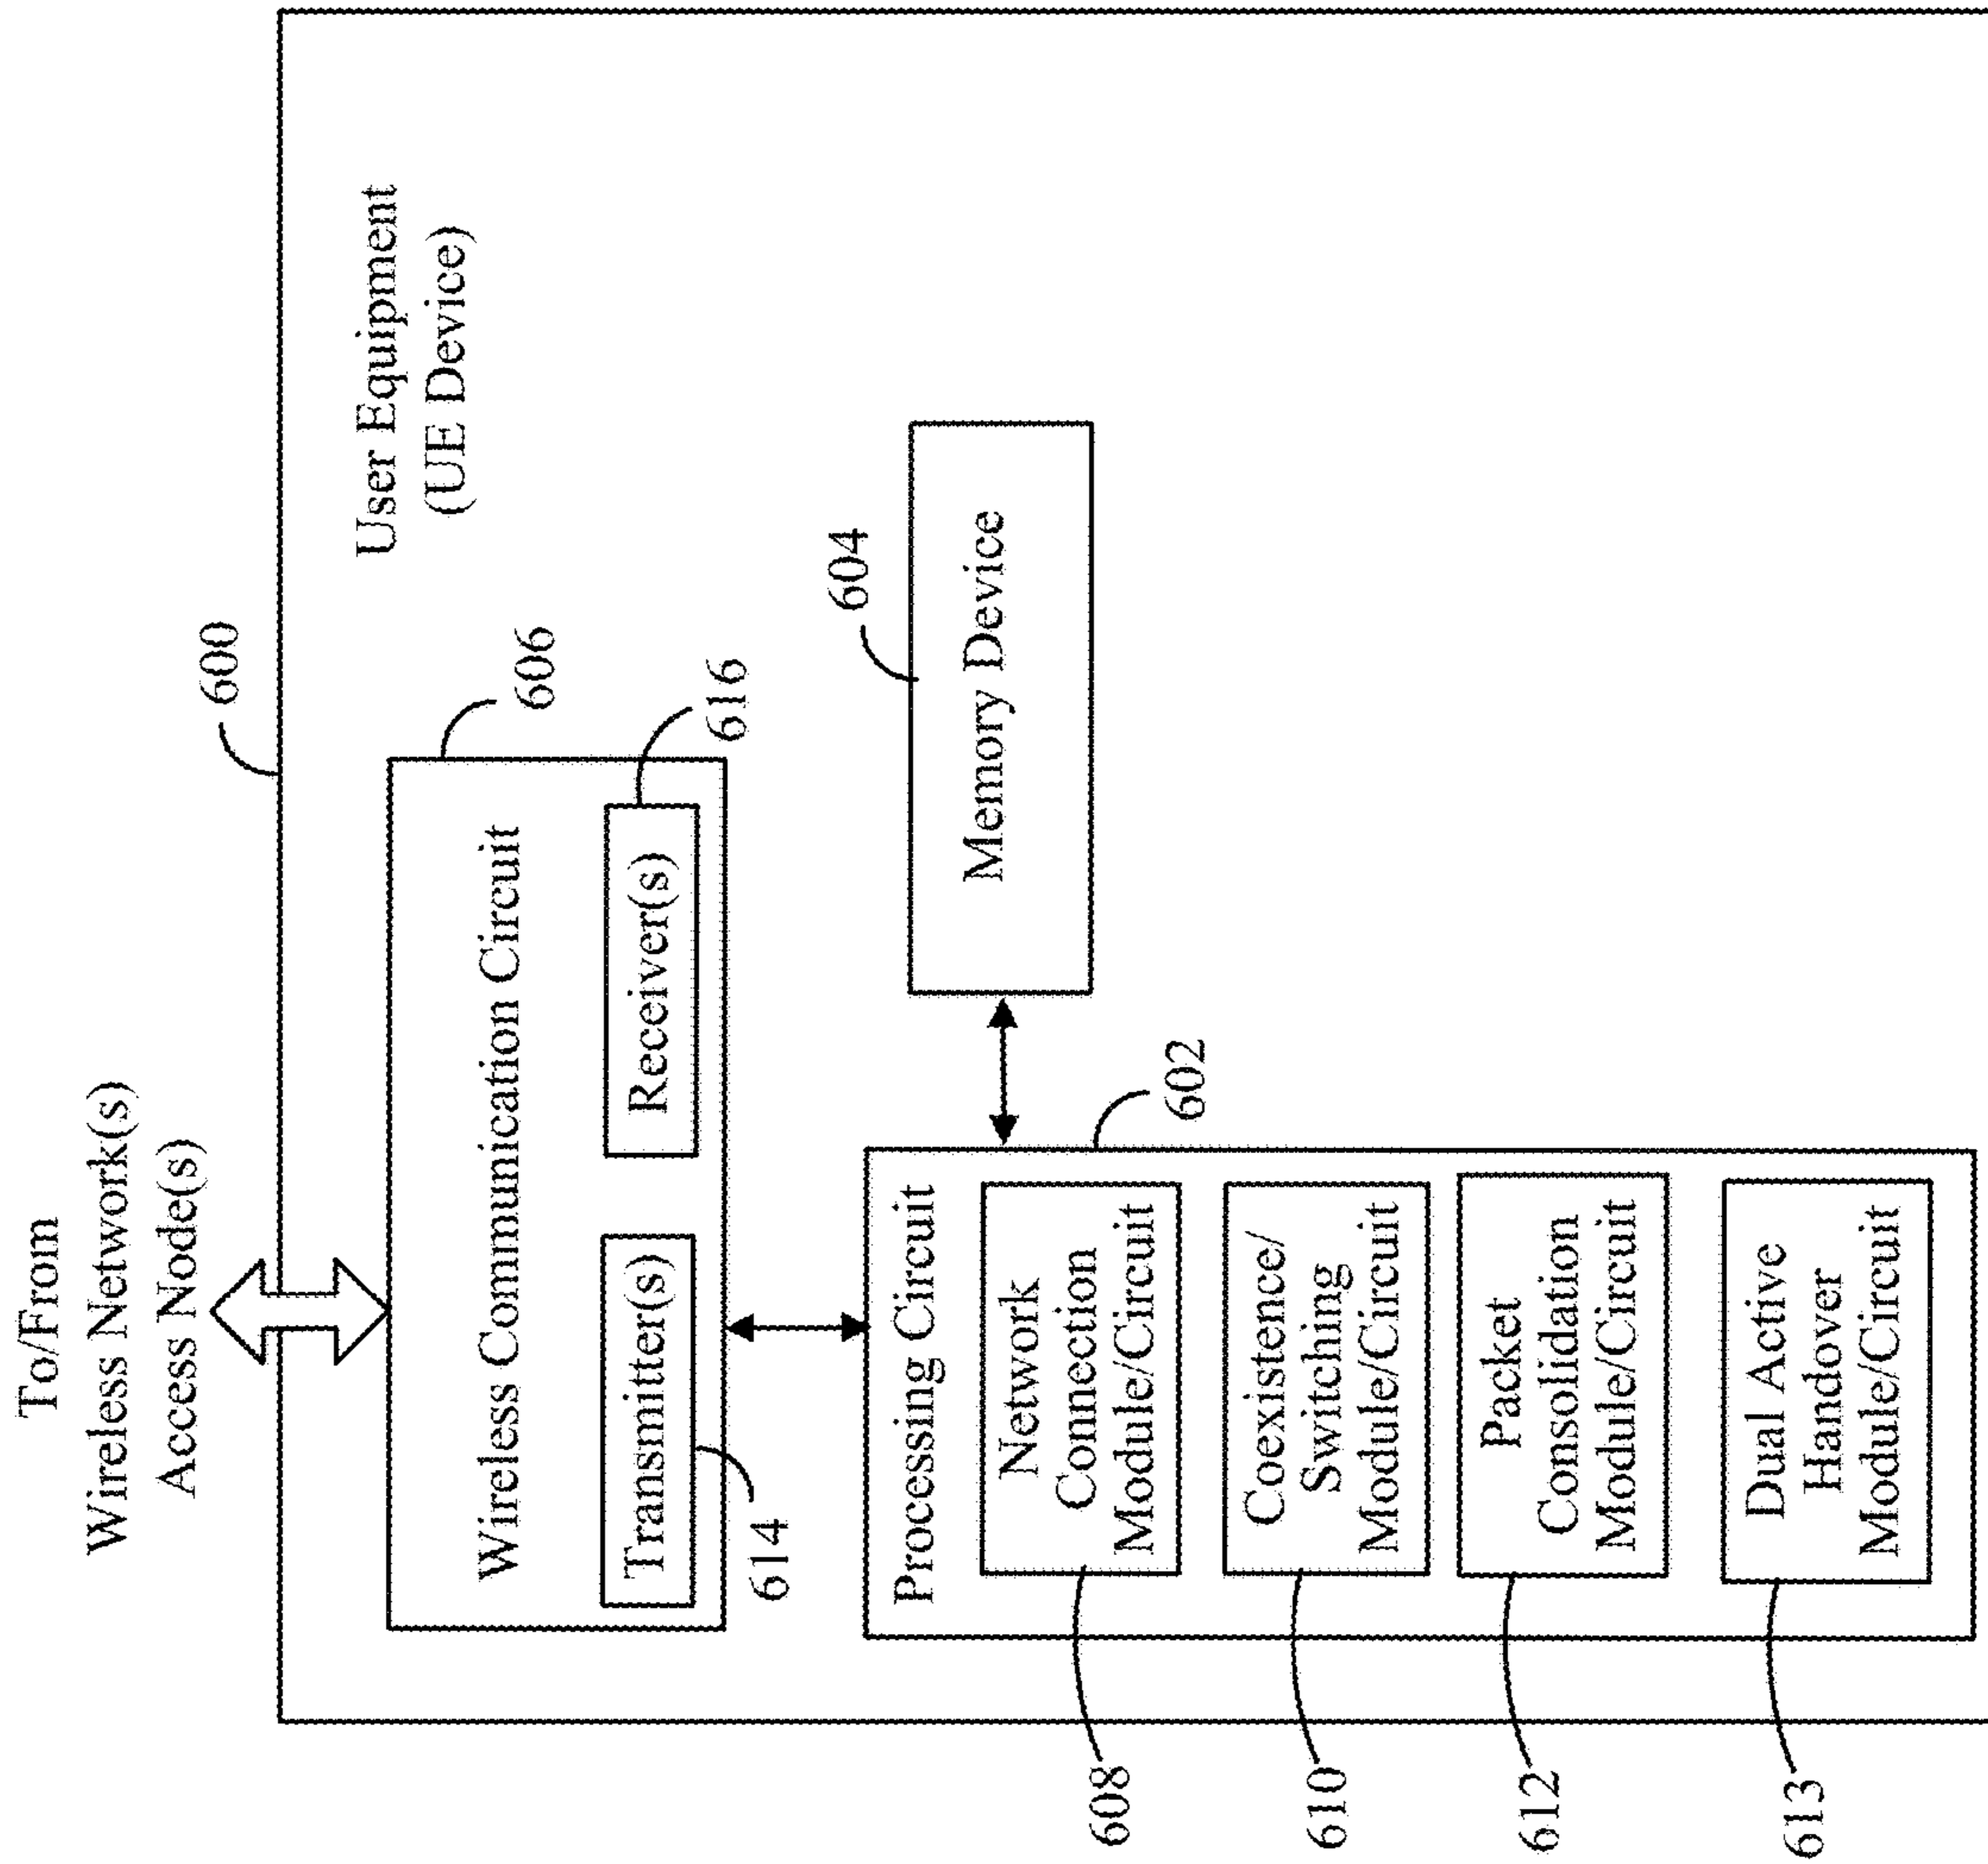 To/From
Wireless Network(s)
Access Node(s)
600
User Equipment
(UE Device)
606
Wireless Communication Circuit
Transmitter(s)
Receiver(s)
616
614
604
Memory Device
602
Processing Circuit
Network
Connection
Module/Circuit
608
Coexistence/
Switching
Module/Circuit
610
Packet
Consolidation
Module/Circuit
612
Dual Active
Handover
Module/Circuit
613